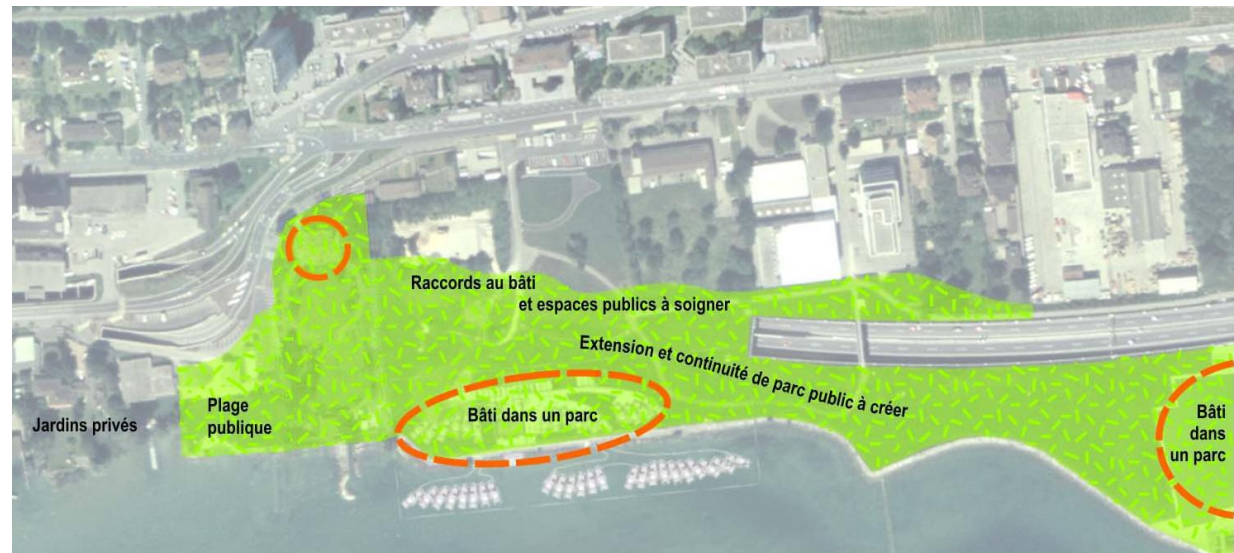 Raccords au bâti
et espaces publics à soigner
Extension et continuité de parc public à créer
Jardins privés
Plage
publique
Bâti dans un parc
Bâti
dans
un parc